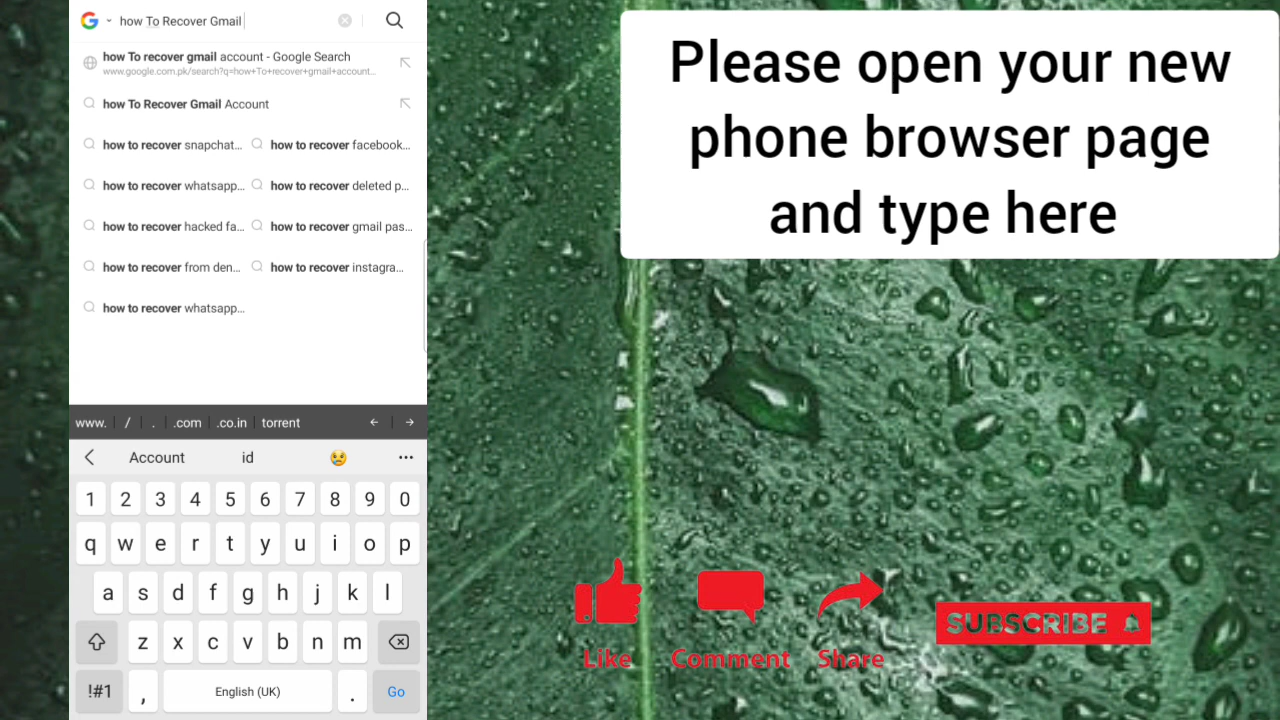 how To Recover Gmail
how To recover gmail account - Google Search
www.google.com.pk/search?q=how+To+recover+gmail+account...
how To Recover Gmail Account
how to recover snapchat... how to recover facebook...
how to recover whatsapp... how to recover deleted p...
how to recover hacked fa... how to recover gmail pas...
how to recover from den... how to recover instagra...
how to recover whatsapp...
www. / . .com .co.in torrent
Account id
1 2 3 4 5 6 7 8 9 0
q w e r t y u i o p
a s d f g h j k l
z x c v b n m
!#1 , English (UK) . Go
Please open your new
phone browser page
and type here
Like Comment Share
SUBSCRIBE